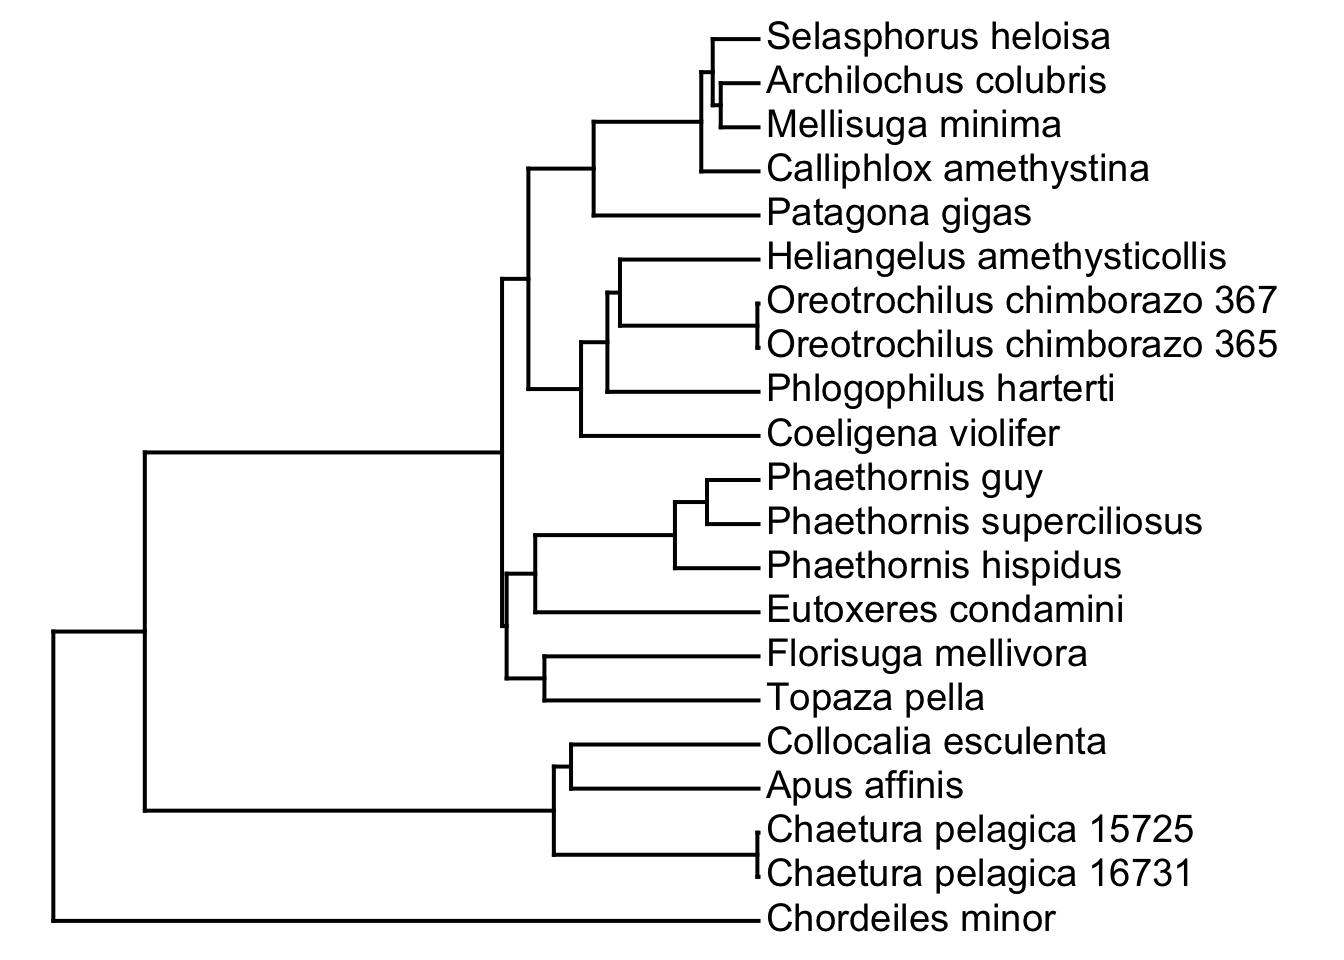 Selasphorus heloisa
Archilochus colubris
Mellisuga minima
Calliphlox amethystina
Patagona gigas
Heliangelus amethysticollis
Oreotrochilus chimborazo 367
Oreotrochilus chimborazo 365
Phlogophilus harterti
Coeligena violifer
Phaethornis guy
Phaethornis superciliosus
Phaethornis hispidus
Eutoxeres condamini
Florisuga mellivora
Topaza pella
Collocalia esculenta
Apus affinis
Chaetura pelagica 15725
Chaetura pelagica 16731
Chordeiles minor